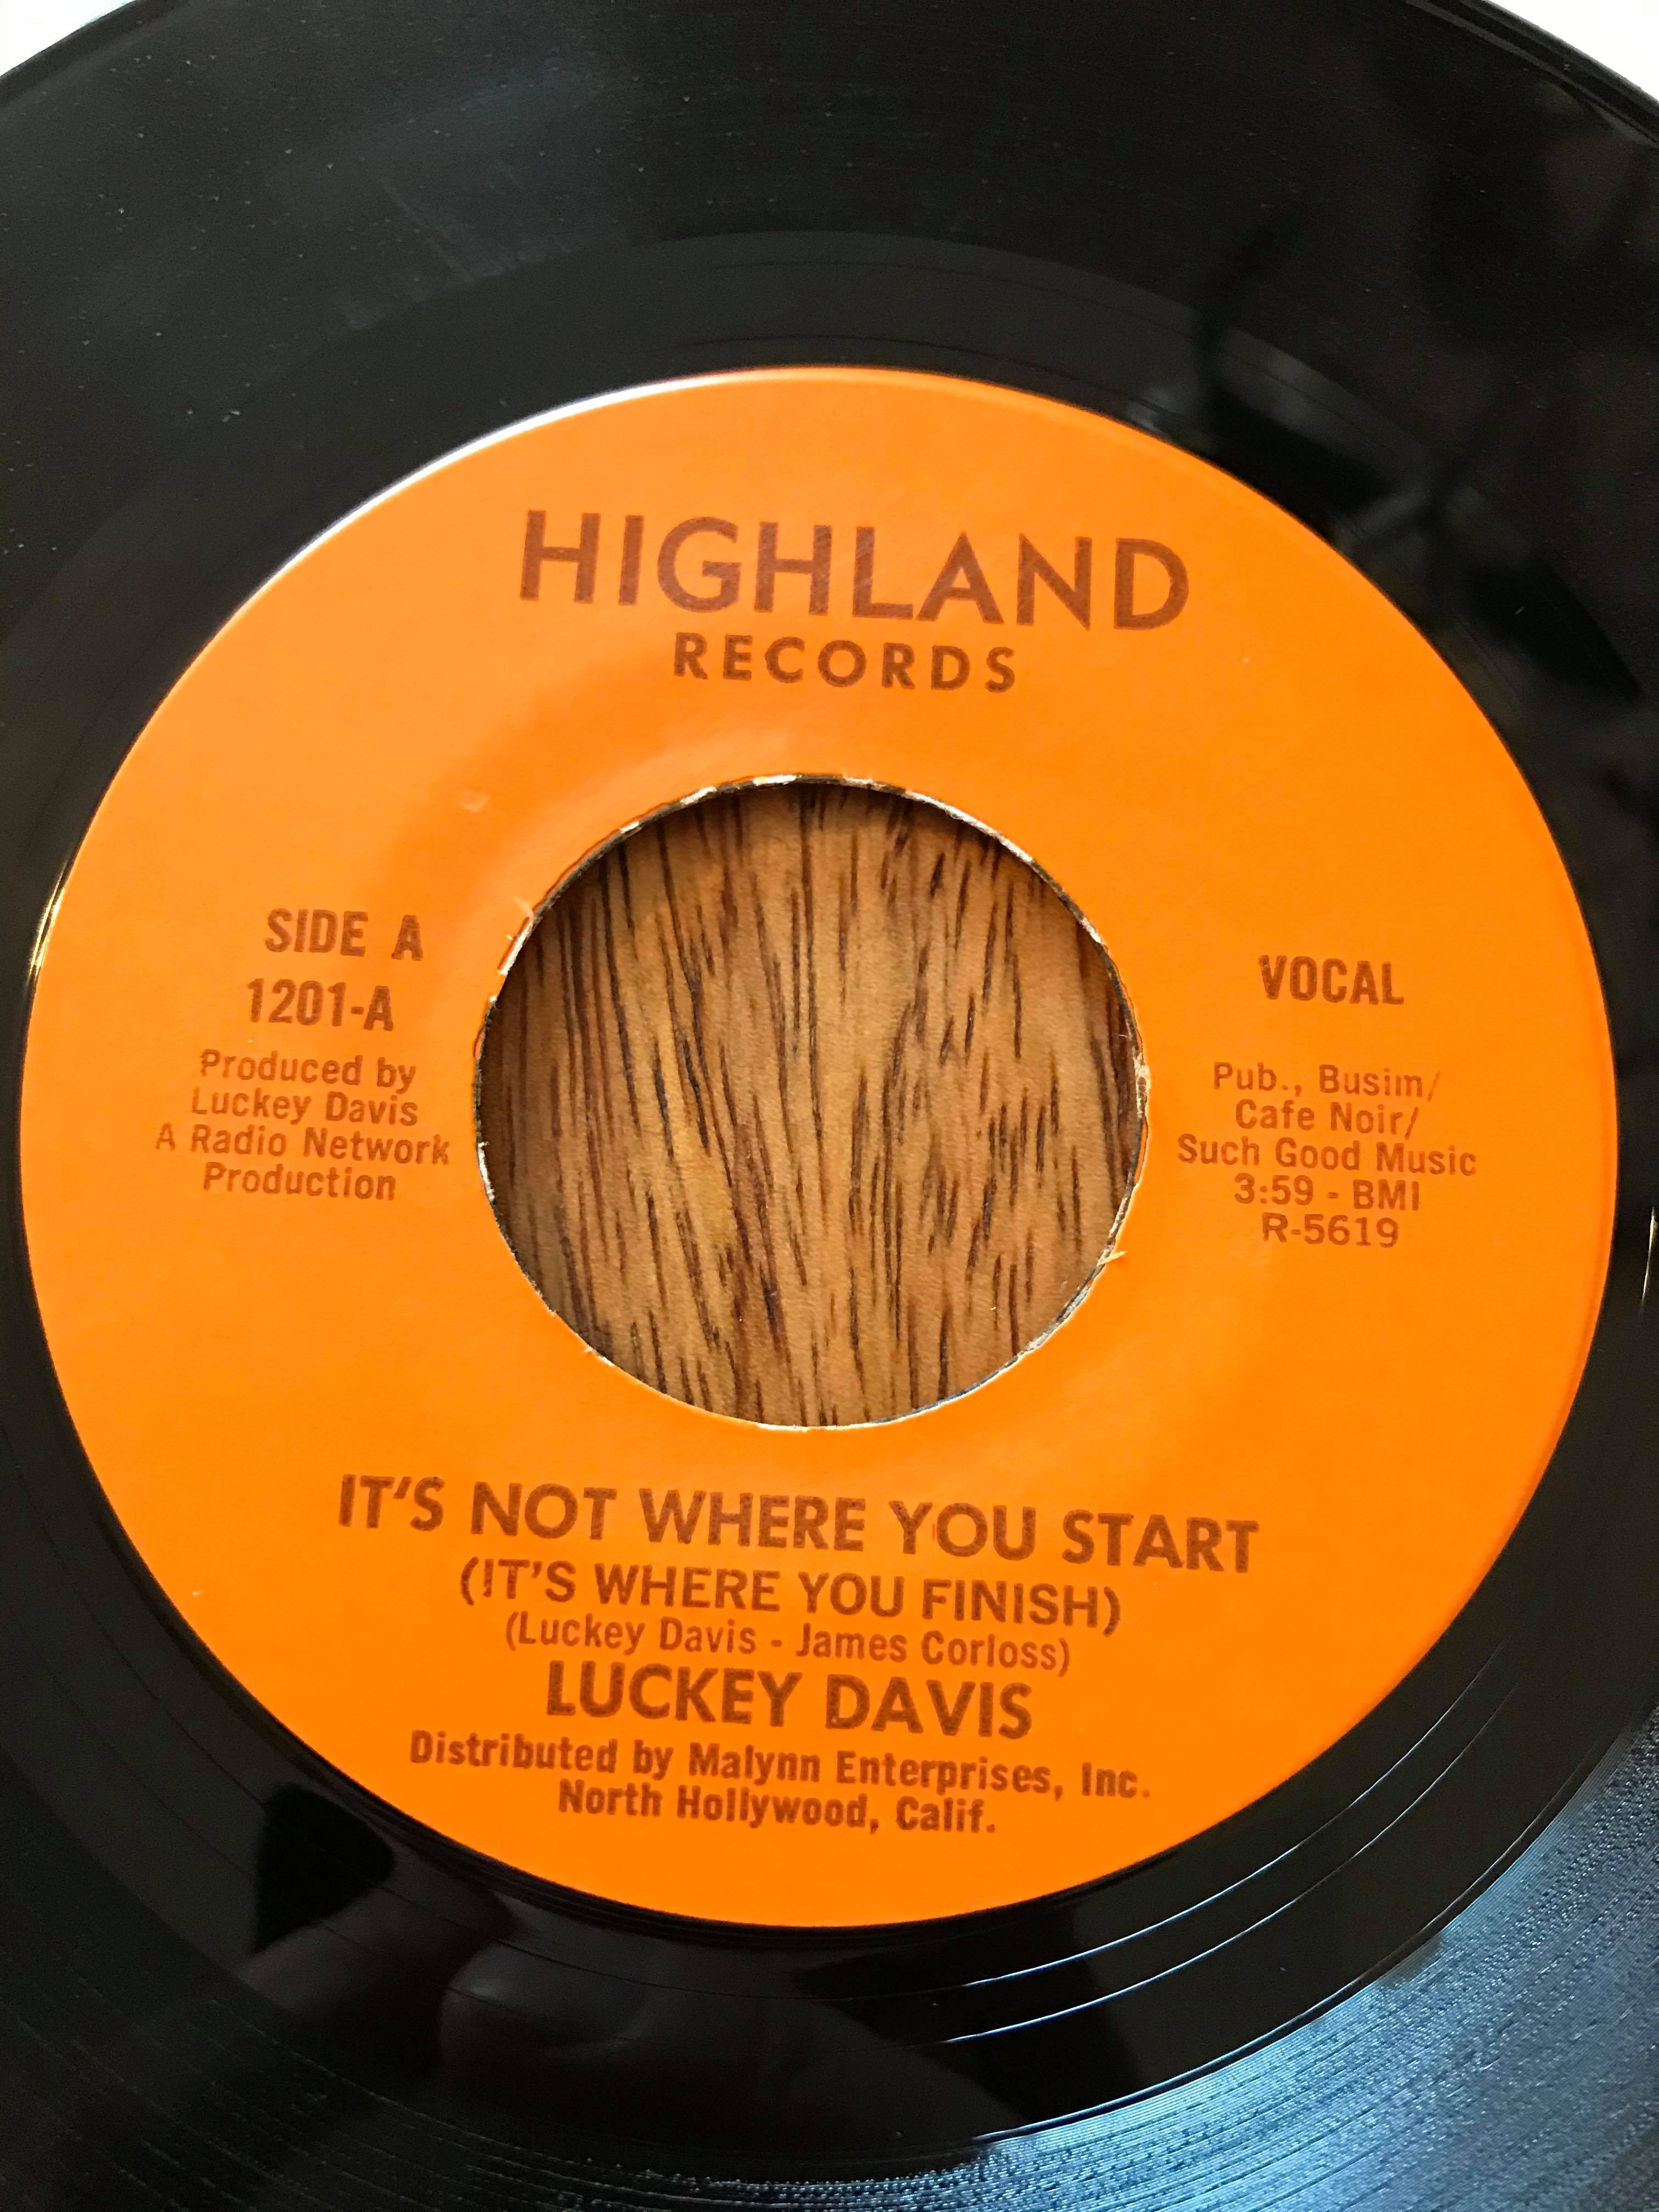 HIGHLAND
RECORDS
SIDE A
1201-A
Produced by
Luckey Davis
A Radio Network
Production
VOCAL
Pub., Busim/
Cafe Noir/
Such Good Music
3:59 - BMI
R-5619
IT'S NOT WHERE YOU START
(IT'S WHERE YOU FINISH)
(Luckey Davis - James Corloss)
LUCKEY DAVIS
Distributed by Malynn Enterprises, Inc.
North Hollywood, Calif.